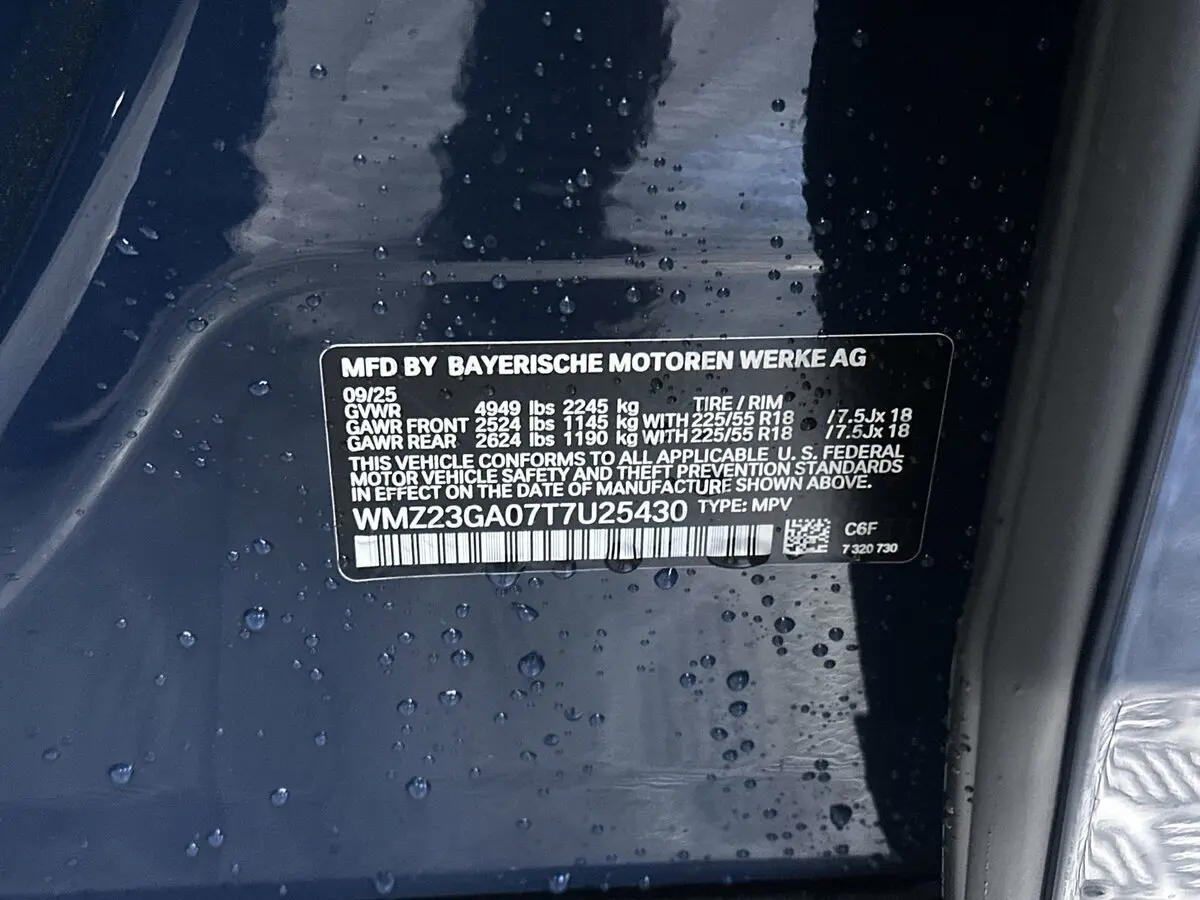 MFD BY BAYERISCHE MOTOREN WERKE AG
09/25
GVWR 4949 lbs 2245 kg TIRE / RIM
GAWR FRONT 2524 lbs 1145 kg WITH 225/55 R18 /7.5Jx 18
GAWR REAR 2624 lbs 1190 kg WITH 225/55 R18 /7.5Jx 18
THIS VEHICLE CONFORMS TO ALL APPLICABLE U. S. FEDERAL
MOTOR VEHICLE SAFETY AND THEFT PREVENTION STANDARDS
IN EFFECT ON THE DATE OF MANUFACTURE SHOWN ABOVE.
WMZ23GA07T7U25430 TYPE: MPV
C6F
7 320 730